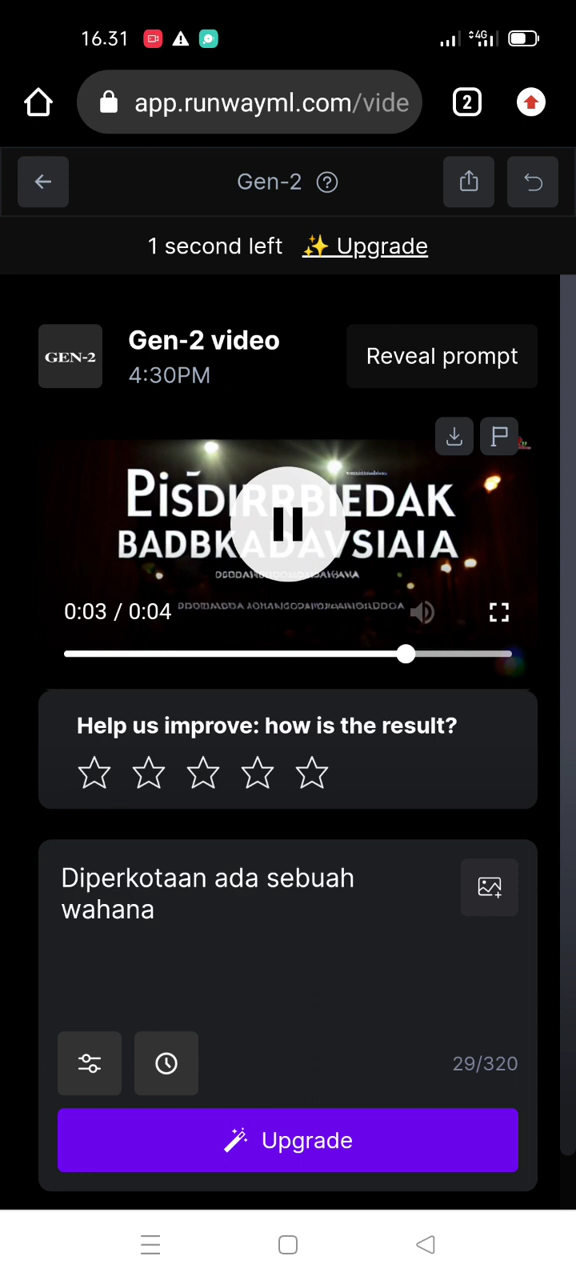 16.31
4G
app.runwayml.com/vide
2
Gen-2 ?
1 second left ✨ Upgrade
GEN-2
Gen-2 video
Reveal prompt
4:30PM
0:03 / 0:04
Help us improve: how is the result?
Diperkotaan ada sebuah
wahana
29/320
Upgrade